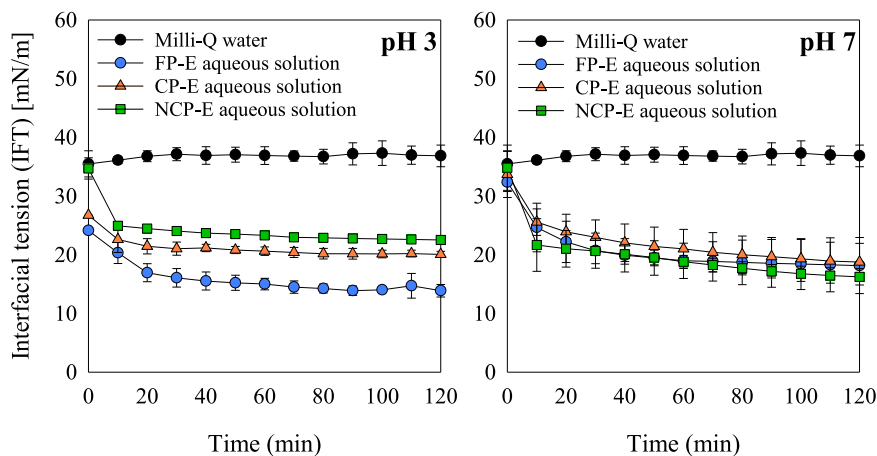 Interfacial tension (IFT) [mN/m]
60
50
40
30
20
10
0
pH 3
Milli-Q water
FP-E aqueous solution
CP-E aqueous solution
NCP-E aqueous solution
0 20 40 60 80 100 120
Time (min)
60
50
40
30
20
10
0
pH 7
Milli-Q water
FP-E aqueous solution
CP-E aqueous solution
NCP-E aqueous solution
0 20 40 60 80 100 120
Time (min)